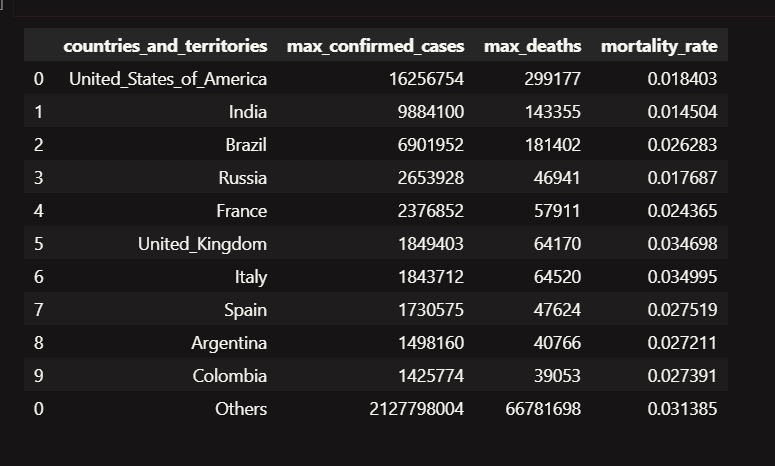 countries_and_territories max_confirmed_cases max_deaths mortality_rate
0 United_States_of_America 16256754 299177 0.018403
1 India 9884100 143355 0.014504
2 Brazil 6901952 181402 0.026283
3 Russia 2653928 46941 0.017687
4 France 2376852 57911 0.024365
5 United_Kingdom 1849403 64170 0.034698
6 Italy 1843712 64520 0.034995
7 Spain 1730575 47624 0.027519
8 Argentina 1498160 40766 0.027211
9 Colombia 1425774 39053 0.027391
0 Others 2127798004 66781698 0.031385